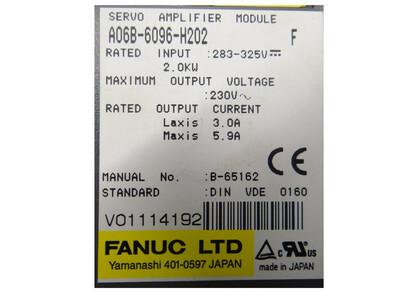 SERVO AMPLIFIER MODULE
A06B-6096-H202 F
RATED INPUT :283-325V⎓
2.0KW
MAXIMUM OUTPUT VOLTAGE
:230V~
RATED OUTPUT CURRENT
Laxis 3.0A
Maxis 5.9A
MANUAL No. :B-65162
STANDARD :DIN VDE 0160
CE
V01114192
FANUC LTD
Yamanashi 401-0597 JAPAN
c RU us
made in JAPAN